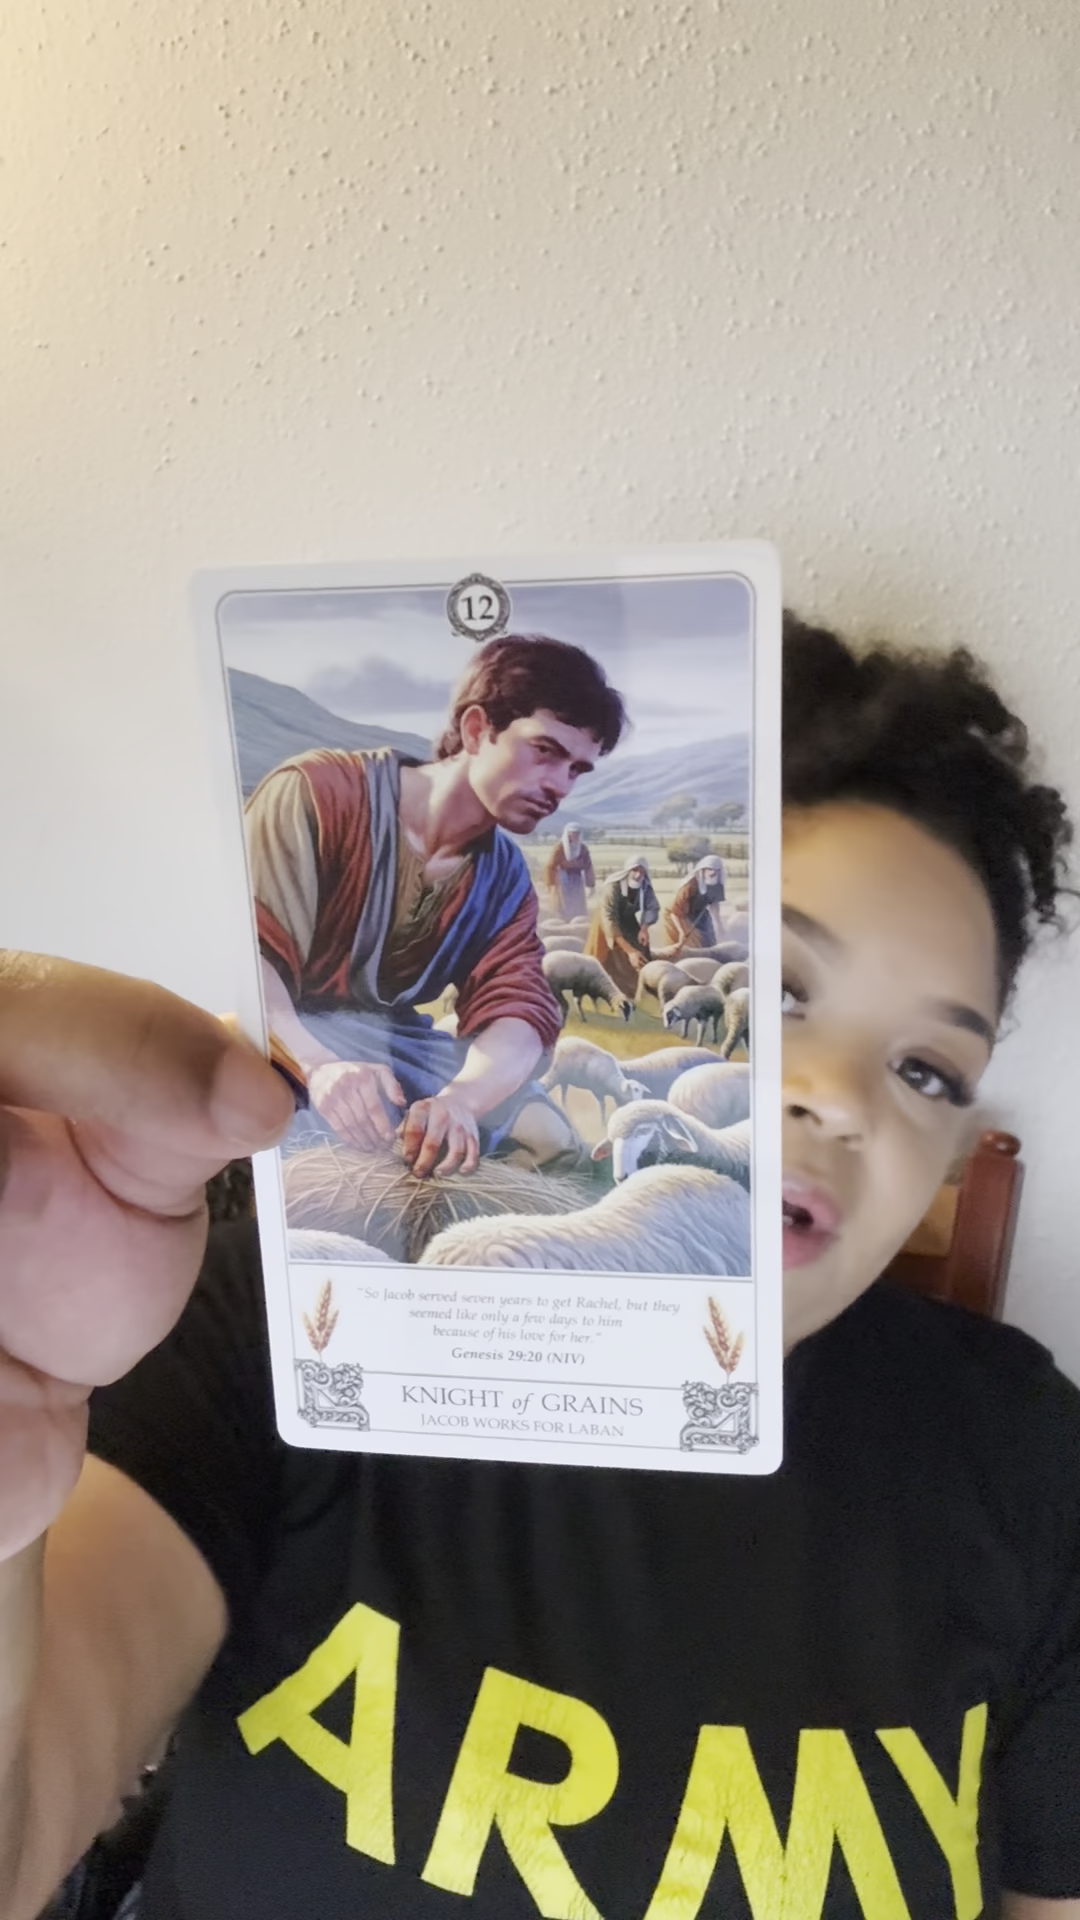 12
"So Jacob served seven years to get Rachel, but they
seemed like only a few days to him
because of his love for her."
Genesis 29:20 (NIV)
KNIGHT of GRAINS
JACOB WORKS FOR LABAN
ARMY